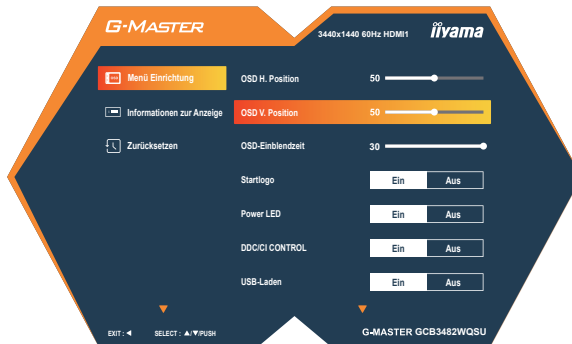 G-MASTER
3440x1440 60Hz HDMI1
iiyama
Menü Einrichtung
OSD H. Position 50
Informationen zur Anzeige
OSD V. Position 50
Zurücksetzen
OSD-Einblendzeit 30
Startlogo Ein Aus
Power LED Ein Aus
DDC/CI CONTROL Ein Aus
USB-Laden Ein Aus
EXIT : ◀ SELECT : ▲/▼/PUSH
G-MASTER GCB3482WQSU